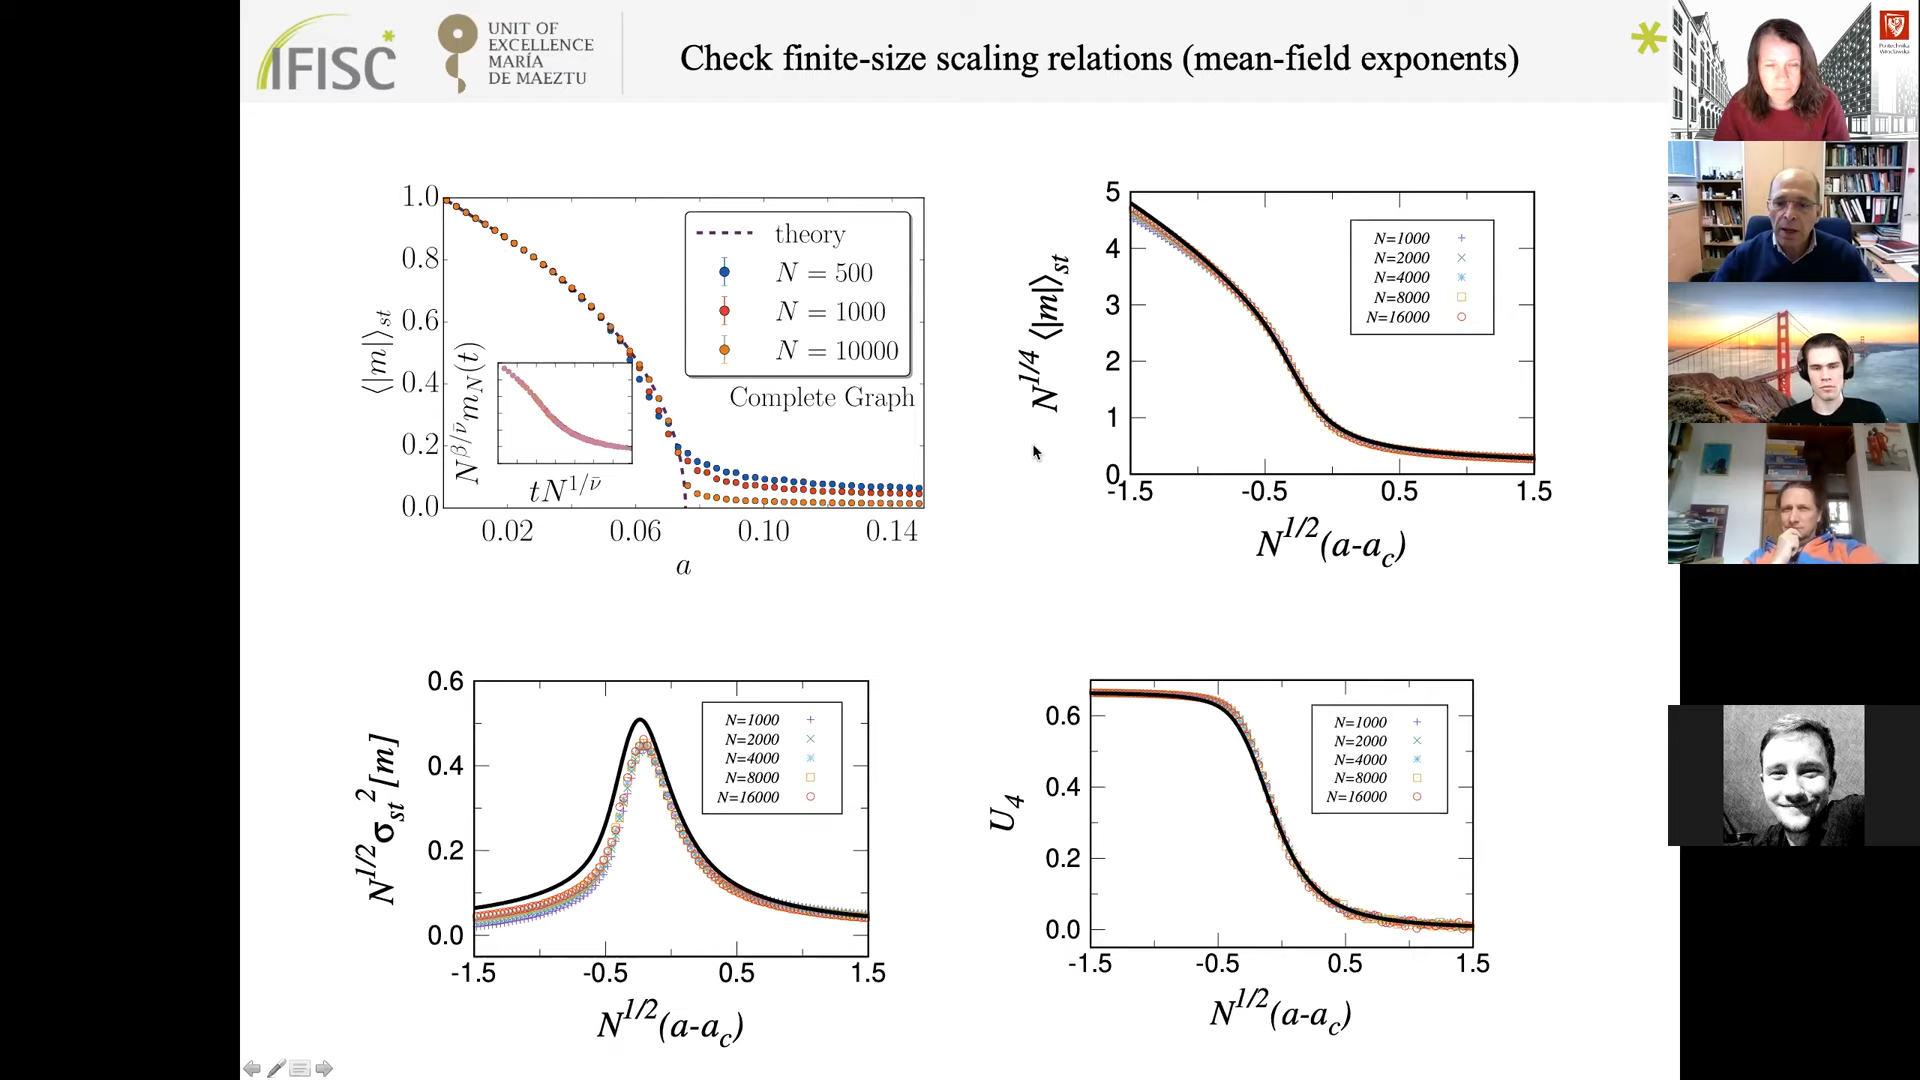 IFISC
UNIT OF
EXCELLENCE
MARÍA
DE MAEZTU
Check finite-size scaling relations (mean-field exponents)
Politechnika
Wrocławska
⟨|m|⟩st
1.0
0.8
0.6
0.4
0.2
0.0
theory
N = 500
N = 1000
N = 10000
Complete Graph
N^β/ν̄ mN(t)
tN^1/ν̄
0.02 0.06 0.10 0.14
a
N^1/4 ⟨|m|⟩st
5
4
3
2
1
0
N=1000
N=2000
N=4000
N=8000
N=16000
-1.5 -0.5 0.5 1.5
N^1/2(a-ac)
N^1/2σst^2[m]
0.6
0.4
0.2
0.0
N=1000
N=2000
N=4000
N=8000
N=16000
-1.5 -0.5 0.5 1.5
N^1/2(a-ac)
U4
0.6
0.4
0.2
0.0
N=1000
N=2000
N=4000
N=8000
N=16000
-1.5 -0.5 0.5 1.5
N^1/2(a-ac)